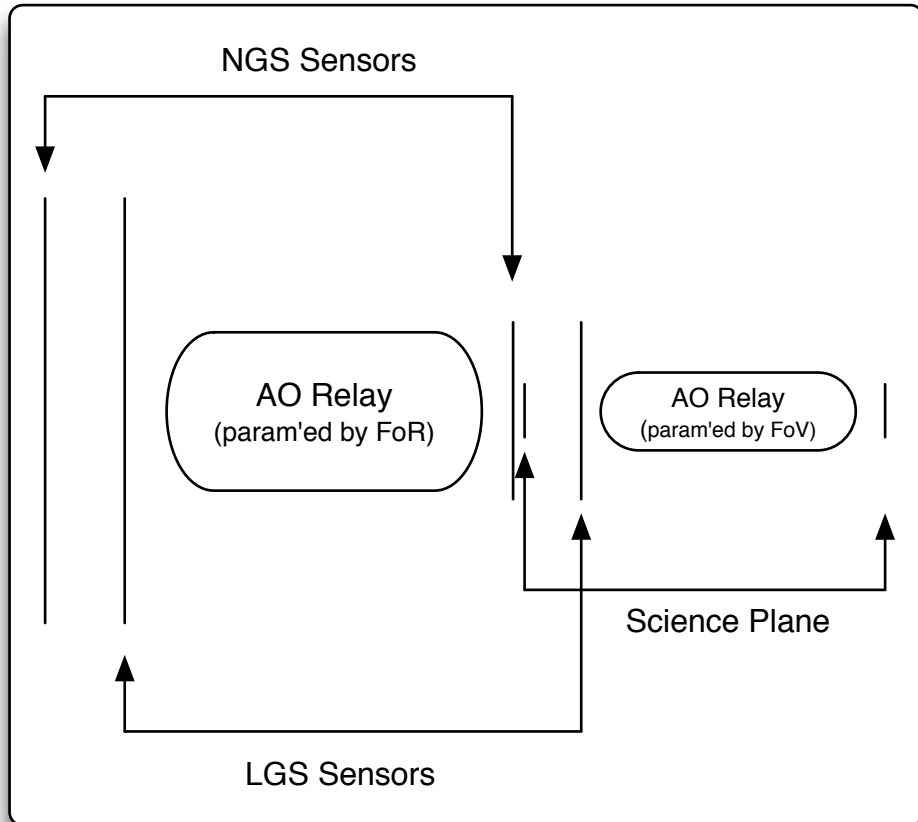 NGS Sensors
AO Relay
(param'ed by FoR)
AO Relay
(param'ed by FoV)
Science Plane
LGS Sensors